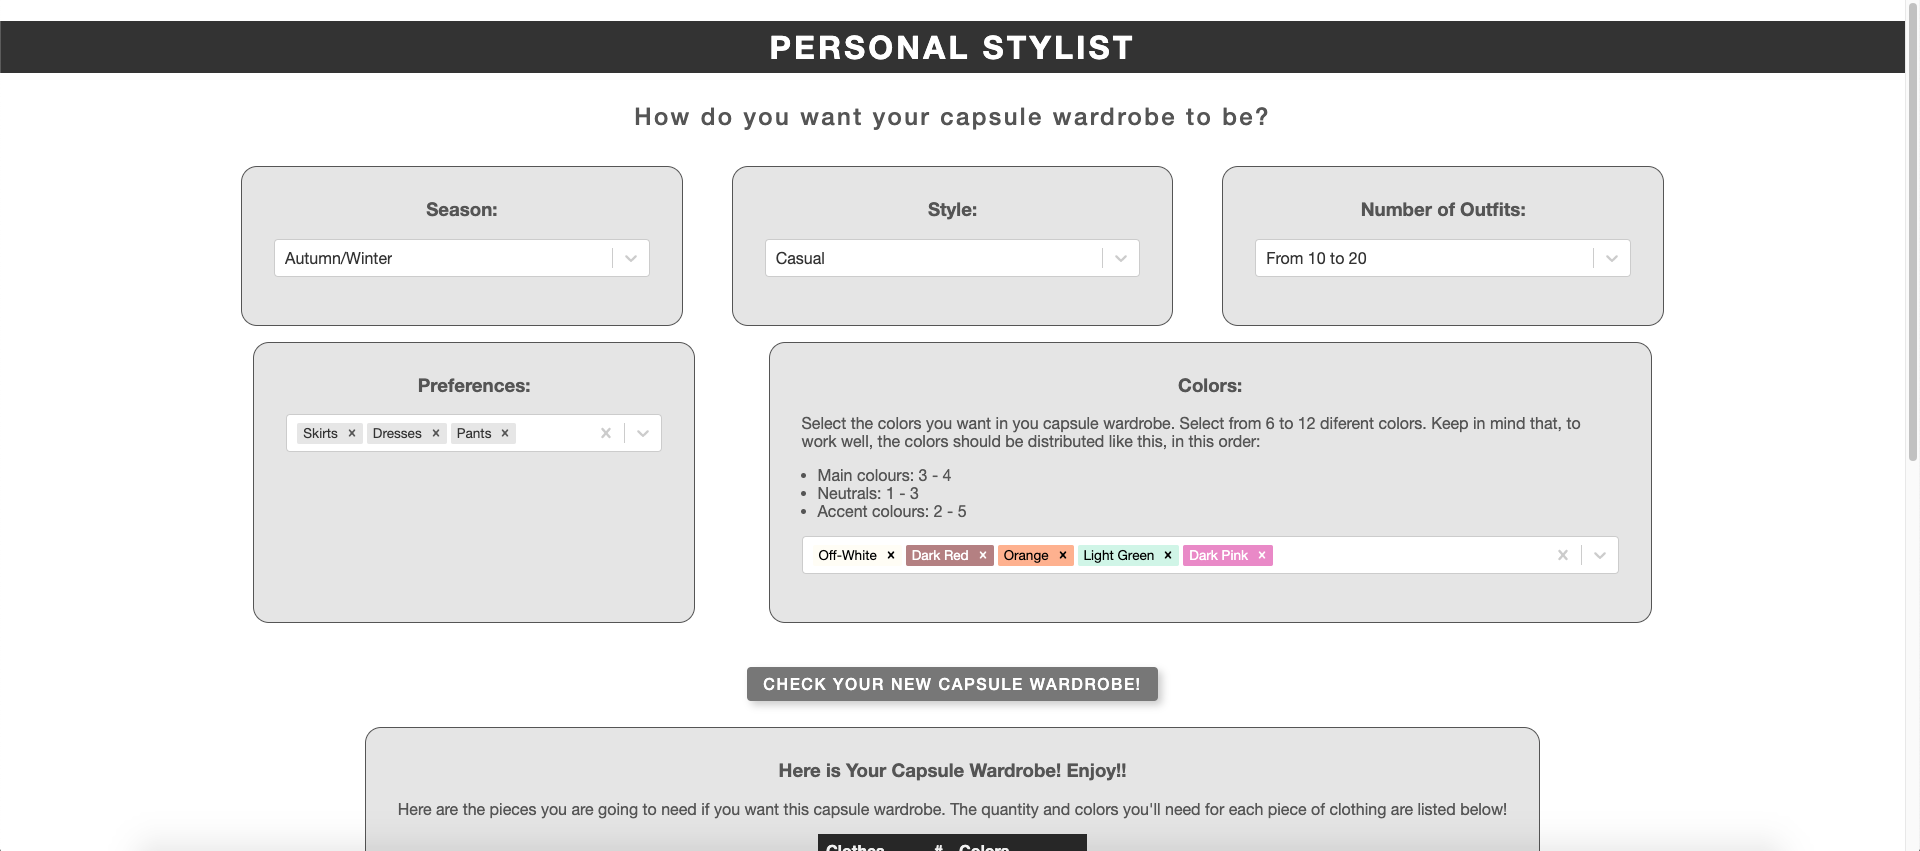 PERSONAL STYLIST
How do you want your capsule wardrobe to be?
Season:
Autumn/Winter
Style:
Casual
Number of Outfits:
From 10 to 20
Preferences:
Skirts × Dresses × Pants ×
Colors:
Select the colors you want in you capsule wardrobe. Select from 6 to 12 diferent colors. Keep in mind that, to
work well, the colors should be distributed like this, in this order:
• Main colours: 3 - 4
• Neutrals: 1 - 3
• Accent colours: 2 - 5
Off-White × Dark Red × Orange × Light Green × Dark Pink ×
CHECK YOUR NEW CAPSULE WARDROBE!
Here is Your Capsule Wardrobe! Enjoy!!
Here are the pieces you are going to need if you want this capsule wardrobe. The quantity and colors you'll need for each piece of clothing are listed below!
Clothes # Colors